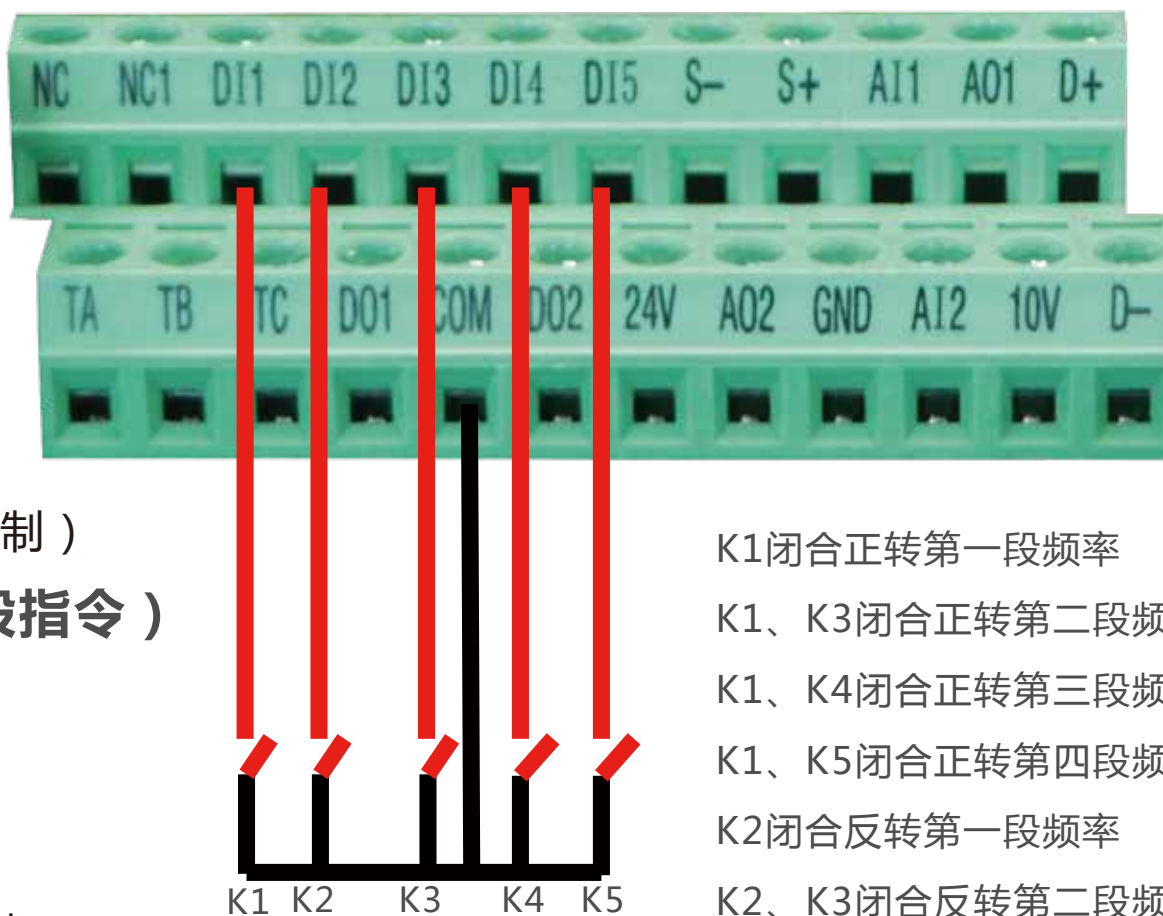 NC NC1 DI1 DI2 DI3 DI4 DI5 S- S+ AI1 AO1 D+
TA TB TC DO1 COM DO2 24V AO2 GND AI2 10V D-
制）
段指令）
K1闭合正转第一段频率
K1、K3闭合正转第二段频
K1、K4闭合正转第三段频
K1、K5闭合正转第四段频
K2闭合反转第一段频率
K2、K3闭合反转第二段频
K1 K2 K3 K4 K5